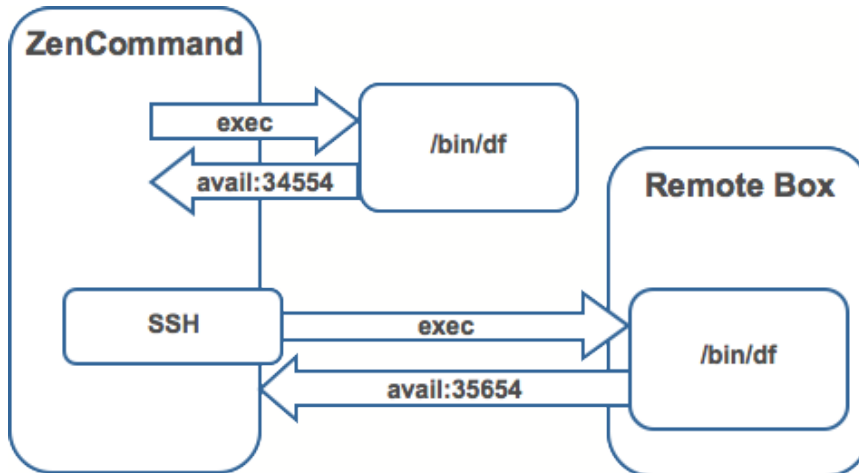 ZenCommand
exec
/bin/df
avail:34554
Remote Box
SSH
exec
/bin/df
avail:35654